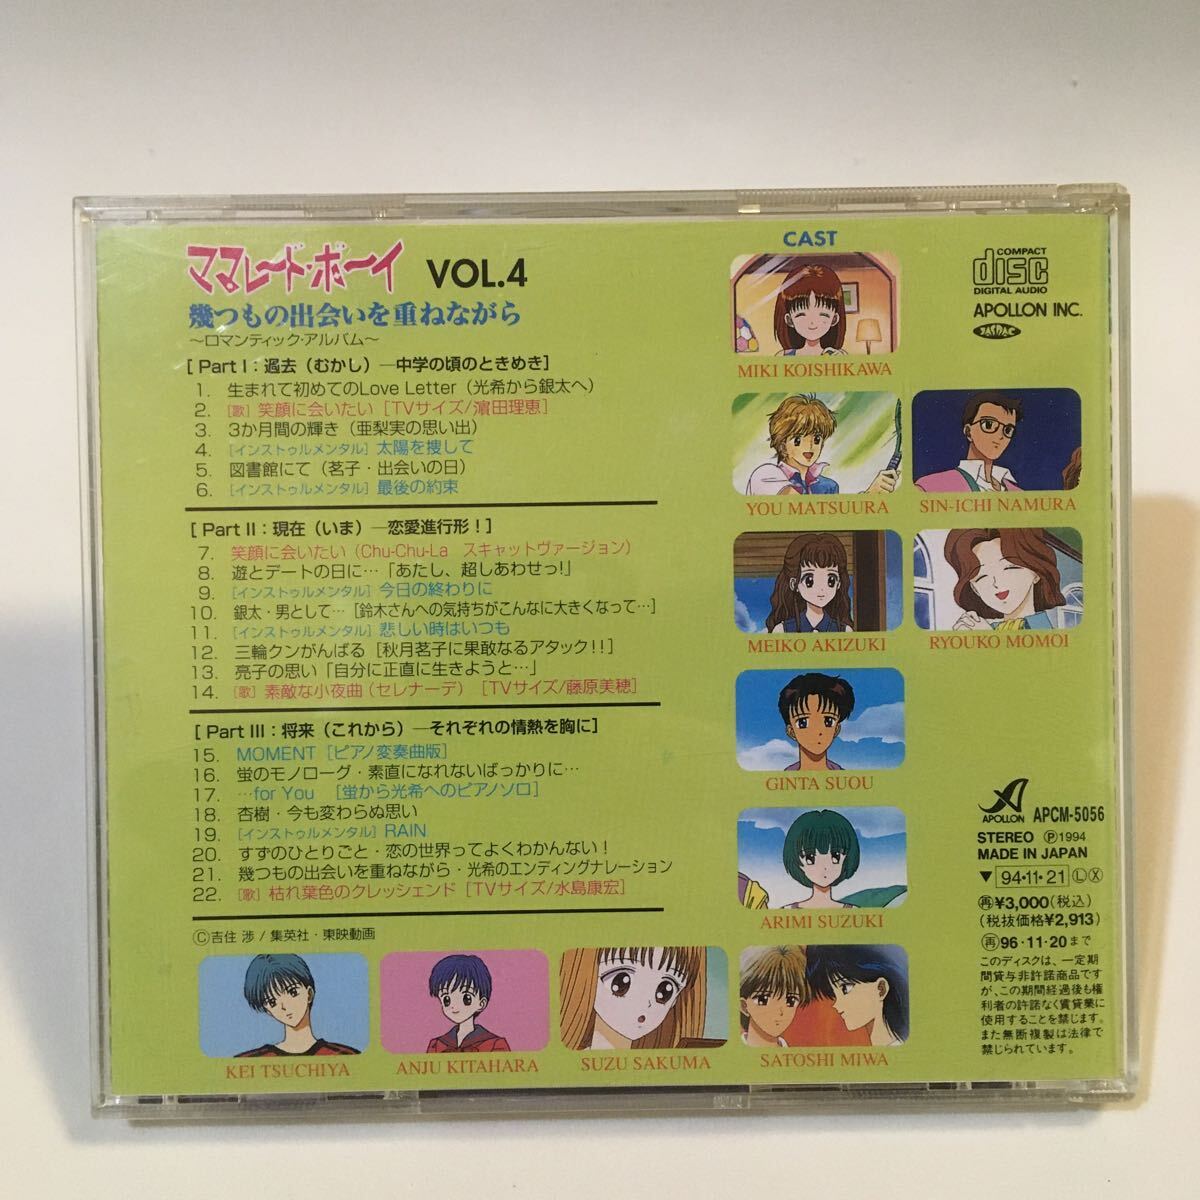 ママレード・ボーイ VOL.4
幾つもの出会いを重ねながら
～ロマンティック・アルバム～
[ Part I：過去（むかし）―中学の頃のときめき]
1. 生まれて初めてのLove Letter（光希から銀太へ）
2. [歌] 笑顔に会いたい［TVサイズ/濵田理恵］
3. 3か月間の輝き（亜梨実の思い出）
4. [インストゥルメンタル] 太陽を捜して
5. 図書館にて（茗子・出会いの日）
6. [インストゥルメンタル] 最後の約束
[ Part II：現在（いま）―恋愛進行形！]
7. 笑顔に会いたい（Chu-Chu-La スキャットヴァージョン）
8. 遊とデートの日に…「あたし、超しあわせっ!」
9. [インストゥルメンタル] 今日の終わりに
10. 銀太・男として…［鈴木さんへの気持ちがこんなに大きくなって…］
11. [インストゥルメンタル] 悲しい時はいつも
12. 三輪クンがんばる［秋月茗子に果敢なるアタック!!］
13. 亮子の思い「自分に正直に生きようと…」
14. [歌] 素敵な小夜曲（セレナーデ）［TVサイズ/藤原美穂］
[ Part III：将来（これから）―それぞれの情熱を胸に]
15. MOMENT［ピアノ変奏曲版］
16. 蛍のモノローグ・素直になれないばっかりに…
17. …for You ［蛍から光希へのピアノソロ］
18. 杏樹・今も変わらぬ思い
19. [インストゥルメンタル] RAIN
20. すずのひとりごと・恋の世界ってよくわかんない！
21. 幾つもの出会いを重ねながら・光希のエンディングナレーション
22. [歌] 枯れ葉色のクレッシェンド［TVサイズ/水島康宏］
Ⓒ吉住 渉 / 集英社・東映動画
CAST
MIKI KOISHIKAWA
YOU MATSUURA
SIN-ICHI NAMURA
MEIKO AKIZUKI
RYOUKO MOMOI
GINTA SUOU
ARIMI SUZUKI
KEI TSUCHIYA
ANJU KITAHARA
SUZU SAKUMA
SATOSHI MIWA
COMPACT
disc
DIGITAL AUDIO
APOLLON INC.
JASRAC
APOLLON APCM-5056
STEREO Ⓟ1994
MADE IN JAPAN
▼94・11・21ⓁⓍ
㊢¥3,000(税込)
(税抜価格¥2,913)
㊢96・11・20まで
このディスクは、一定期
間貸与非許諾商品です
が、この期間経過後も権
利者の許諾なく賃貸業に
使用することを禁じます。
また無断複製は法律で
禁じられています。